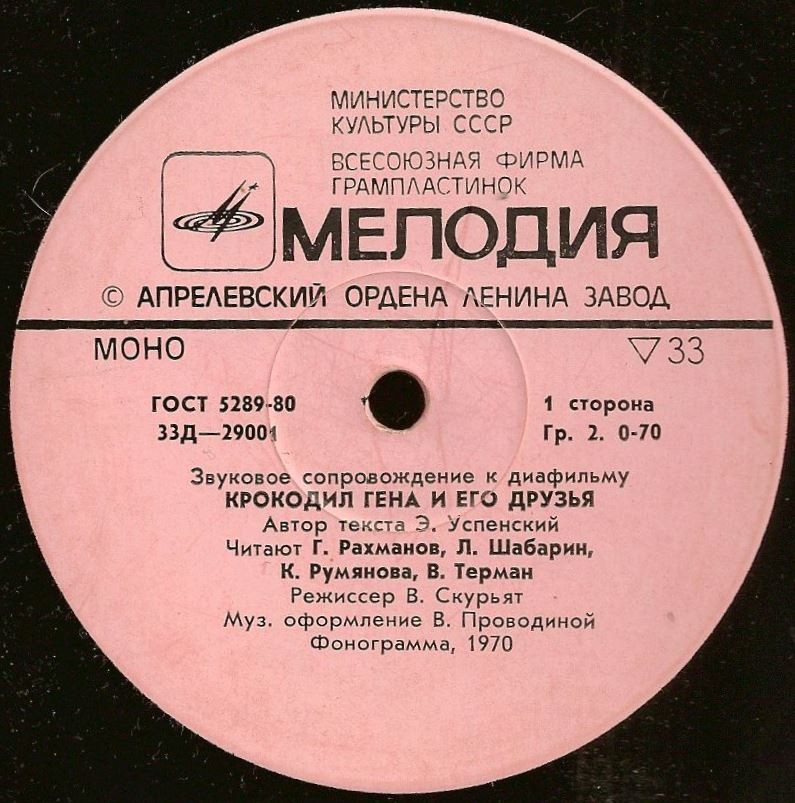 МИНИСТЕРСТВО
КУЛЬТУРЫ СССР
ВСЕСОЮЗНАЯ ФИРМА
ГРАМПЛАСТИНОК
МЕЛОДИЯ
© АПРЕЛЕВСКИЙ ОРДЕНА ЛЕНИНА ЗАВОД
МОНО ▽33
ГОСТ 5289-80 1 сторона
33Д—29001 Гр. 2. 0-70
Звуковое сопровождение к диафильму
КРОКОДИЛ ГЕНА И ЕГО ДРУЗЬЯ
Автор текста Э. Успенский
Читают Г. Рахманов, Л. Шабарин,
К. Румянова, В. Терман
Режиссер В. Скурьят
Муз. оформление В. Проводиной
Фонограмма, 1970